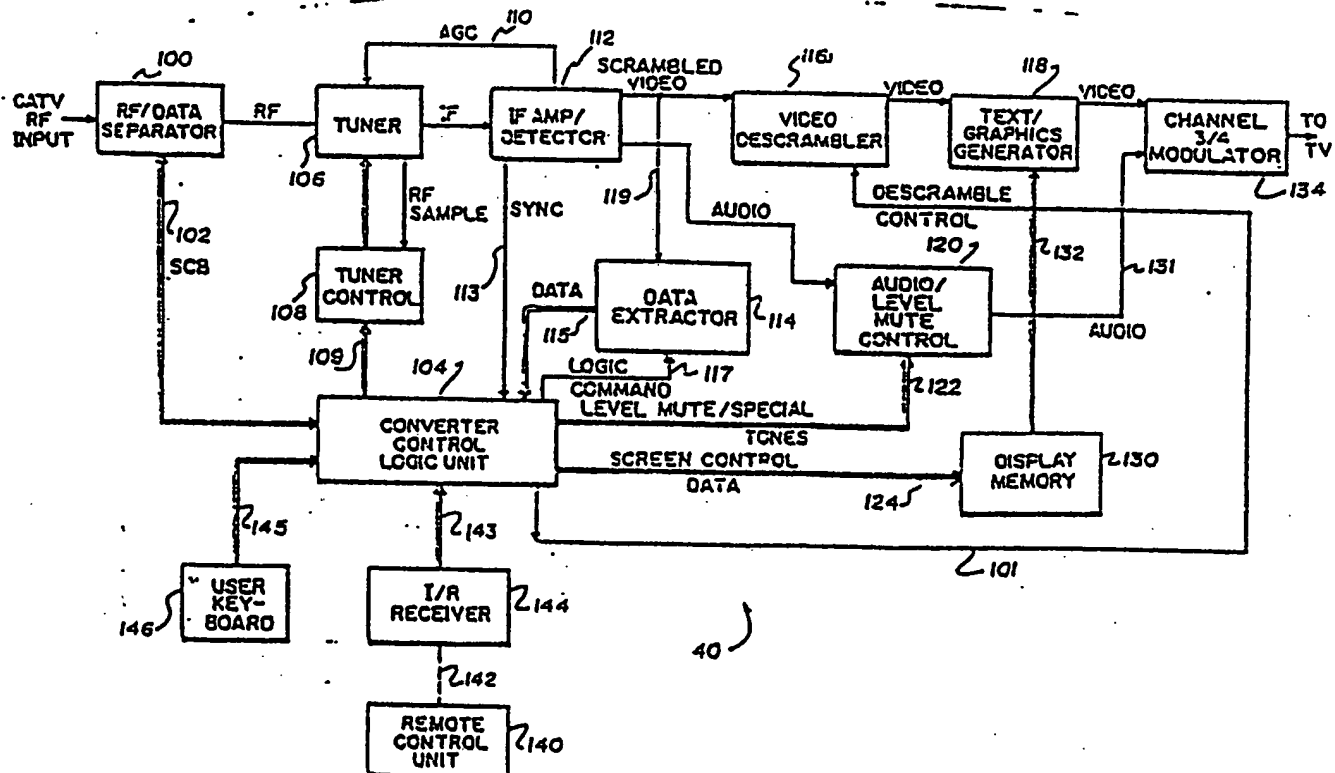 110
AGC
112
100
SCRAMBLED
VIDEO
116
118
CATV
RF
INPUT
RF/DATA
SEPARATOR
RF
TUNER
IF
IF AMP/
DETECTOR
VIDEO
DESCRAMBLER
VIDEO
TEXT/
GRAPHICS
GENERATOR
VIDEO
CHANNEL
3/4
MODULATOR
TO
TV
134
106
RF
SAMPLE
SYNC
119
AUDIO
DESCRAMBLE
CONTROL
102
SCB
132
131
120
108
TUNER
CONTROL
113
DATA
115
DATA
EXTRACTOR
114
AUDIO/
LEVEL
MUTE
CONTROL
AUDIO
109
104
LOGIC
COMMAND
117
122
LEVEL MUTE/SPECIAL
TONES
CONVERTER
CONTROL
LOGIC UNIT
SCREEN CONTROL
DATA
124
DISPLAY
MEMORY
130
145
143
101
146
USER
KEY-
BOARD
I/R
RECEIVER
144
40
142
REMOTE
CONTROL
UNIT
140